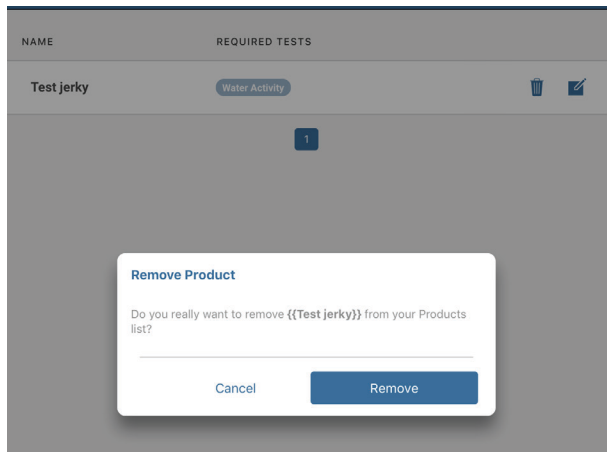 NAME REQUIRED TESTS
Test jerky Water Activity
1
Remove Product
Do you really want to remove {{Test jerky}} from your Products
list?
Cancel Remove